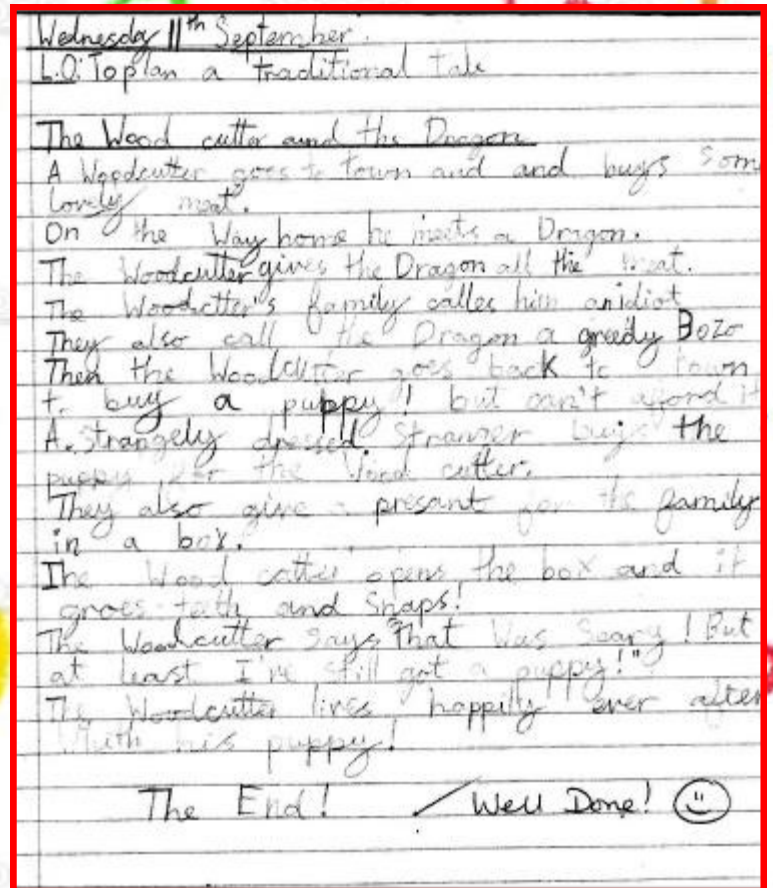 Wednesday 11th September.
L.O: To plan a traditional tale
The Wood cutter and the Dragon
A Woodcutter goes to town and and buys som
Lovely meat.
On the Way home he meets a Dragon.
The Woodcutter gives the Dragon all the meat.
The Woodctter's family calles him an idiot
They also call the Dragon a greedy Bozo
Then the Woodcutter goes back to town
to buy a puppy! but can't afford it
A. Strangely dressed. Stranger buys the
puppy for the Wood cutter.
They also give a presant for the family
in a box.
The Wood cutter opens the box and it
groes teeth and Snaps!
The Woodcutter says "That Was Scary! But
at least I've still got a puppy!"
The Woodcutter lives happily ever after
Whith his puppy!
The End! Well Done!